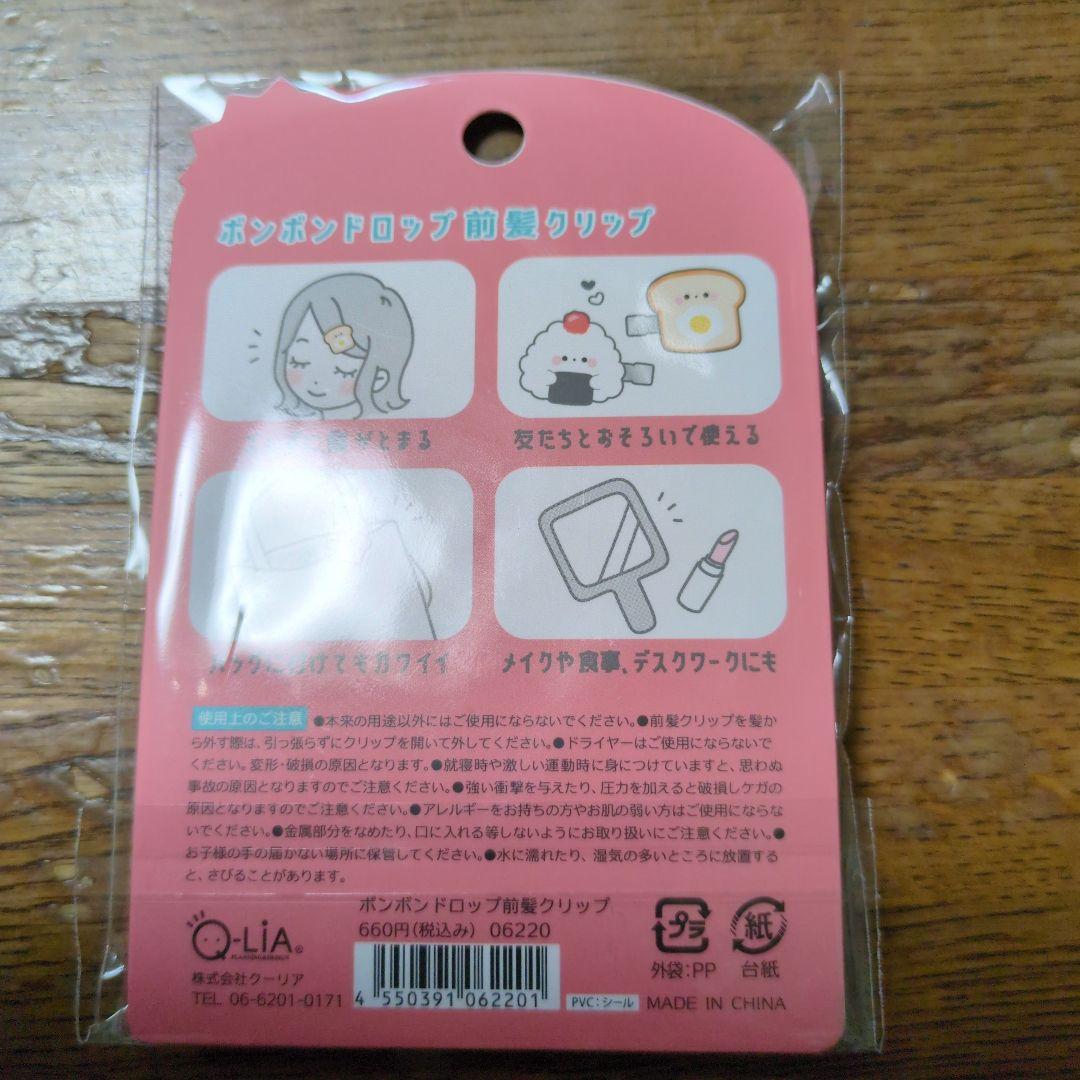 ボンボンドロップ前髪クリップ
がとまる
友たちとおそろいで使える
けてもカワイイ
メイクや食事、デスクワークにも
使用上のご注意 ●本来の用途以外にはご使用にならないでください。●前髪クリップを髪か
ら外す際は、引っ張らずにクリップを開いて外してください。●ドライヤーはご使用にならないで
ください。変形・破損の原因となります。●就寝時や激しい運動時に身につけていますと、思わぬ
事故の原因となりますのでご注意ください。●強い衝撃を与えたり、圧力を加えると破損しケガの
原因となりますのでご注意ください。●アレルギーをお持ちの方やお肌の弱い方はご使用にならな
いでください。●金属部分をなめたり、口に入れる等しないようにお取り扱いにご注意ください。●
お子様の手の届かない場所に保管してください。●水に濡れたり、湿気の多いところに放置する
と、さびることがあります。
Q-LiA®
株式会社クーリア
TEL 06-6201-0171
ボンボンドロップ前髪クリップ
660円(税込み) 06220
4 550391 062201
プラ
外袋:PP
紙
台紙
PVC:シール
MADE IN CHINA